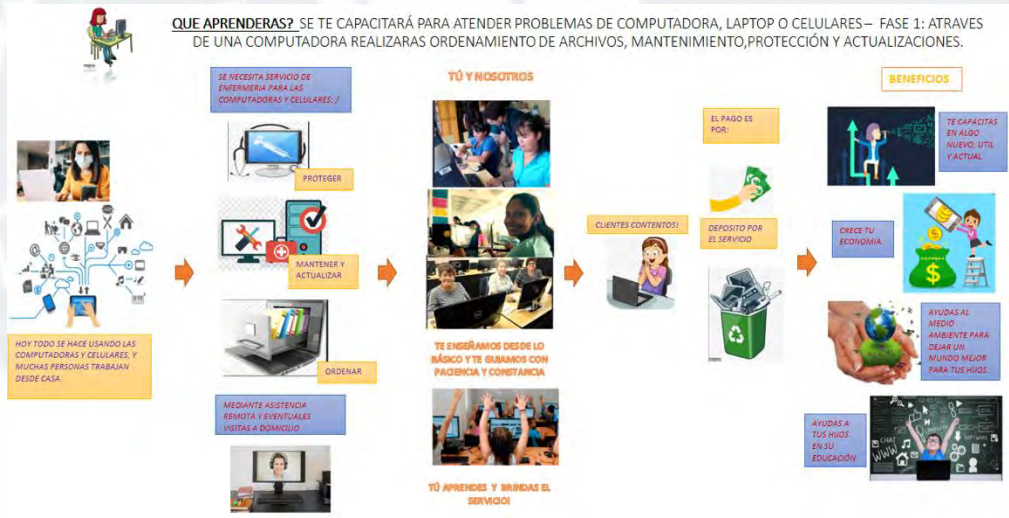 QUE APRENDERAS? SE TE CAPACITARÁ PARA ATENDER PROBLEMAS DE COMPUTADORA, LAPTOP O CELULARES – FASE 1: ATRAVES
DE UNA COMPUTADORA REALIZARAS ORDENAMIENTO DE ARCHIVOS, MANTENIMIENTO,PROTECCIÓN Y ACTUALIZACIONES.
HOY TODO SE HACE USANDO LAS
COMPUTADORAS Y CELULARES, Y
MUCHAS PERSONAS TRABAJAN
DESDE CASA.
SE NECESITA SERVICIO DE
ENFERMERIA PARA LAS
COMPUTADORAS Y CELULARES; /
PROTEGER
MANTENER Y
ACTUALIZAR
ORDENAR
MEDIANTE ASISTENCIA
REMOTA Y EVENTUALES
VISITAS A DOMICILIO
TÚ Y NOSOTROS
TE ENSEÑAMOS DESDE LO
BÁSICO Y TE GUIAMOS CON
PACIENCIA Y CONSTANCIA
TÚ APRENDES Y BRINDAS EL
SERVICIO!
CLIENTES CONTENTOS!
EL PAGO ES
POR:
DEPOSITO POR
EL SERVICIO
BENEFICIOS
TE CAPACITAS
EN ALGO
NUEVO, UTIL
Y ACTUAL
CRECE TU
ECONOMIA.
AYUDAS AL
MEDIO
AMBIENTE PARA
DEJAR UN
MUNDO MEJOR
PARA TUS HIJOS.
AYUDAS A
TUS HIJOS
EN SU
EDUCACIÓN
CHAT
WWW